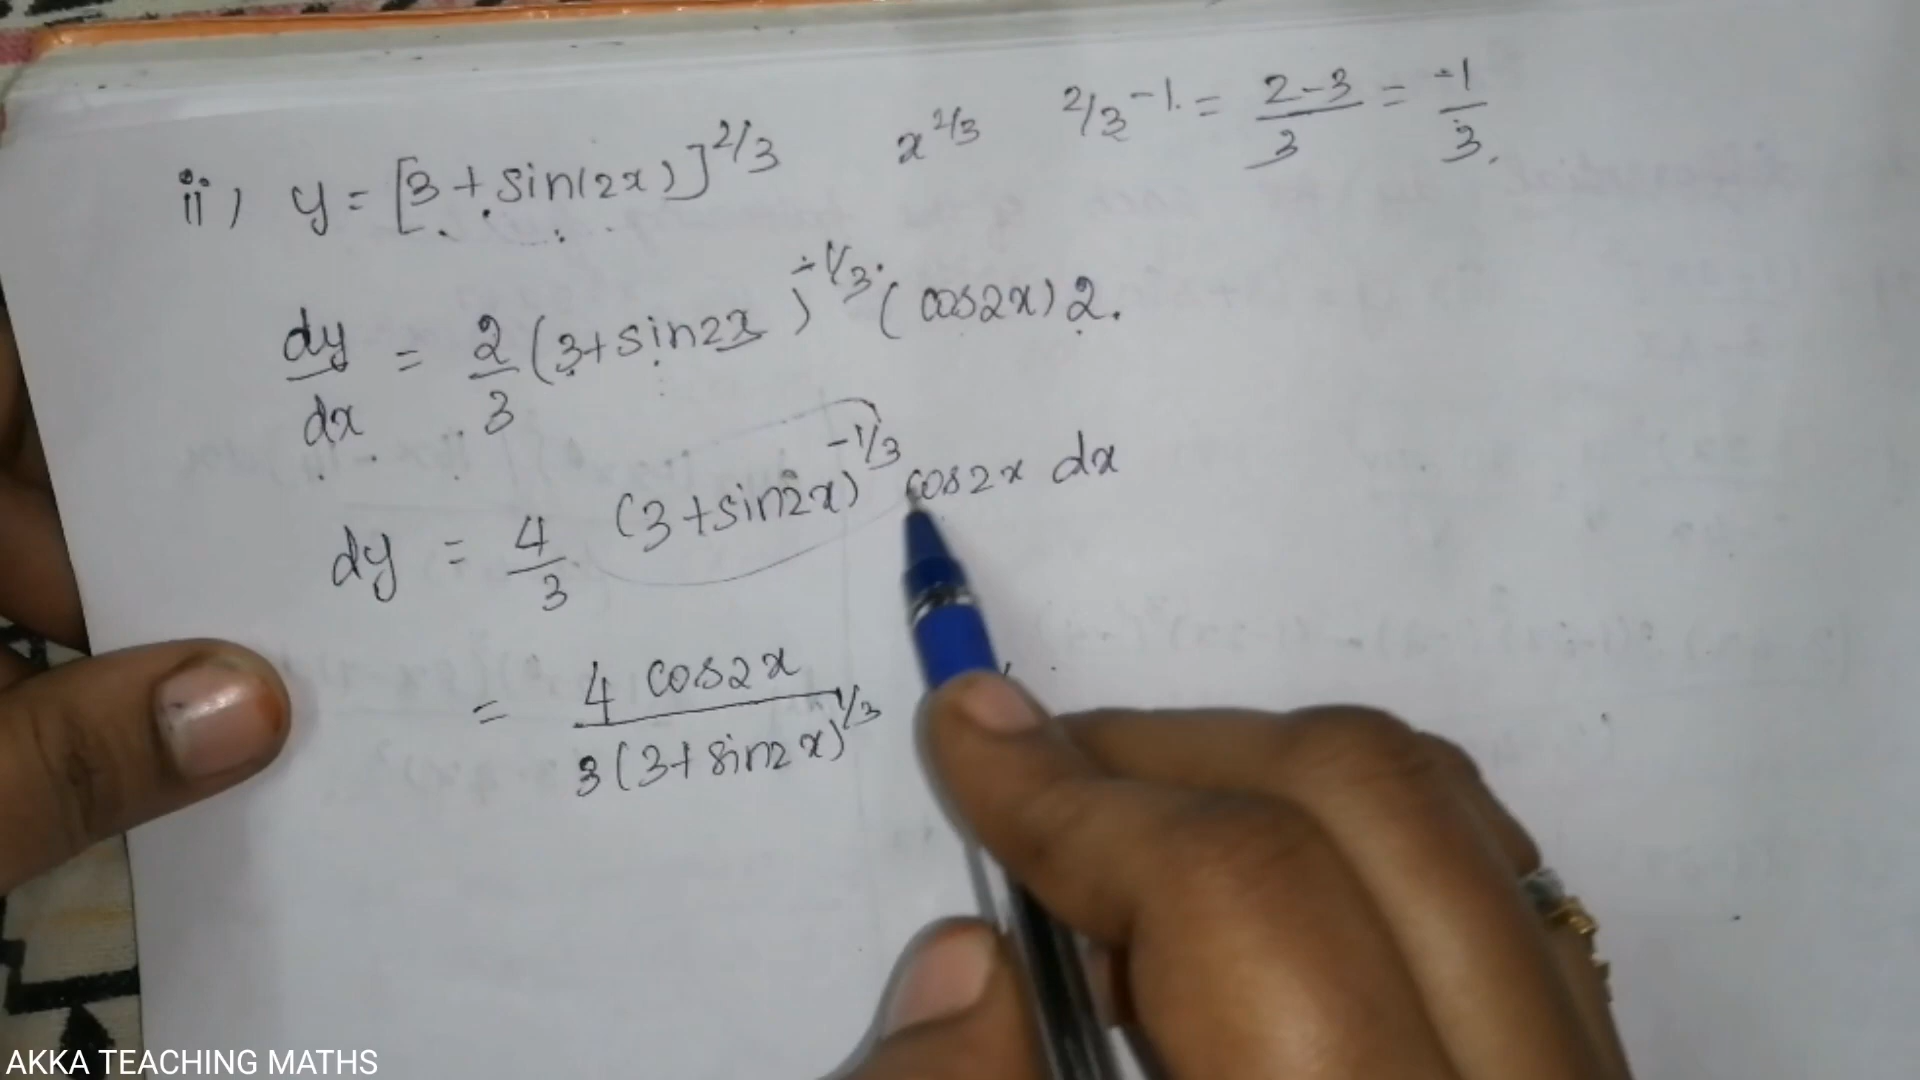 ii) y = [3 + sin(2x)]^2/3 x^2/3 2/3 - 1. = 2-3/3 = -1/3.
dy/dx = 2/3 (3+sin2x)^-1/3 (cos2x) 2.
dy = 4/3 (3+sin2x)^-1/3 cos2x dx
= 4 cos2x / 3(3+sin2x)^1/3
AKKA TEACHING MATHS